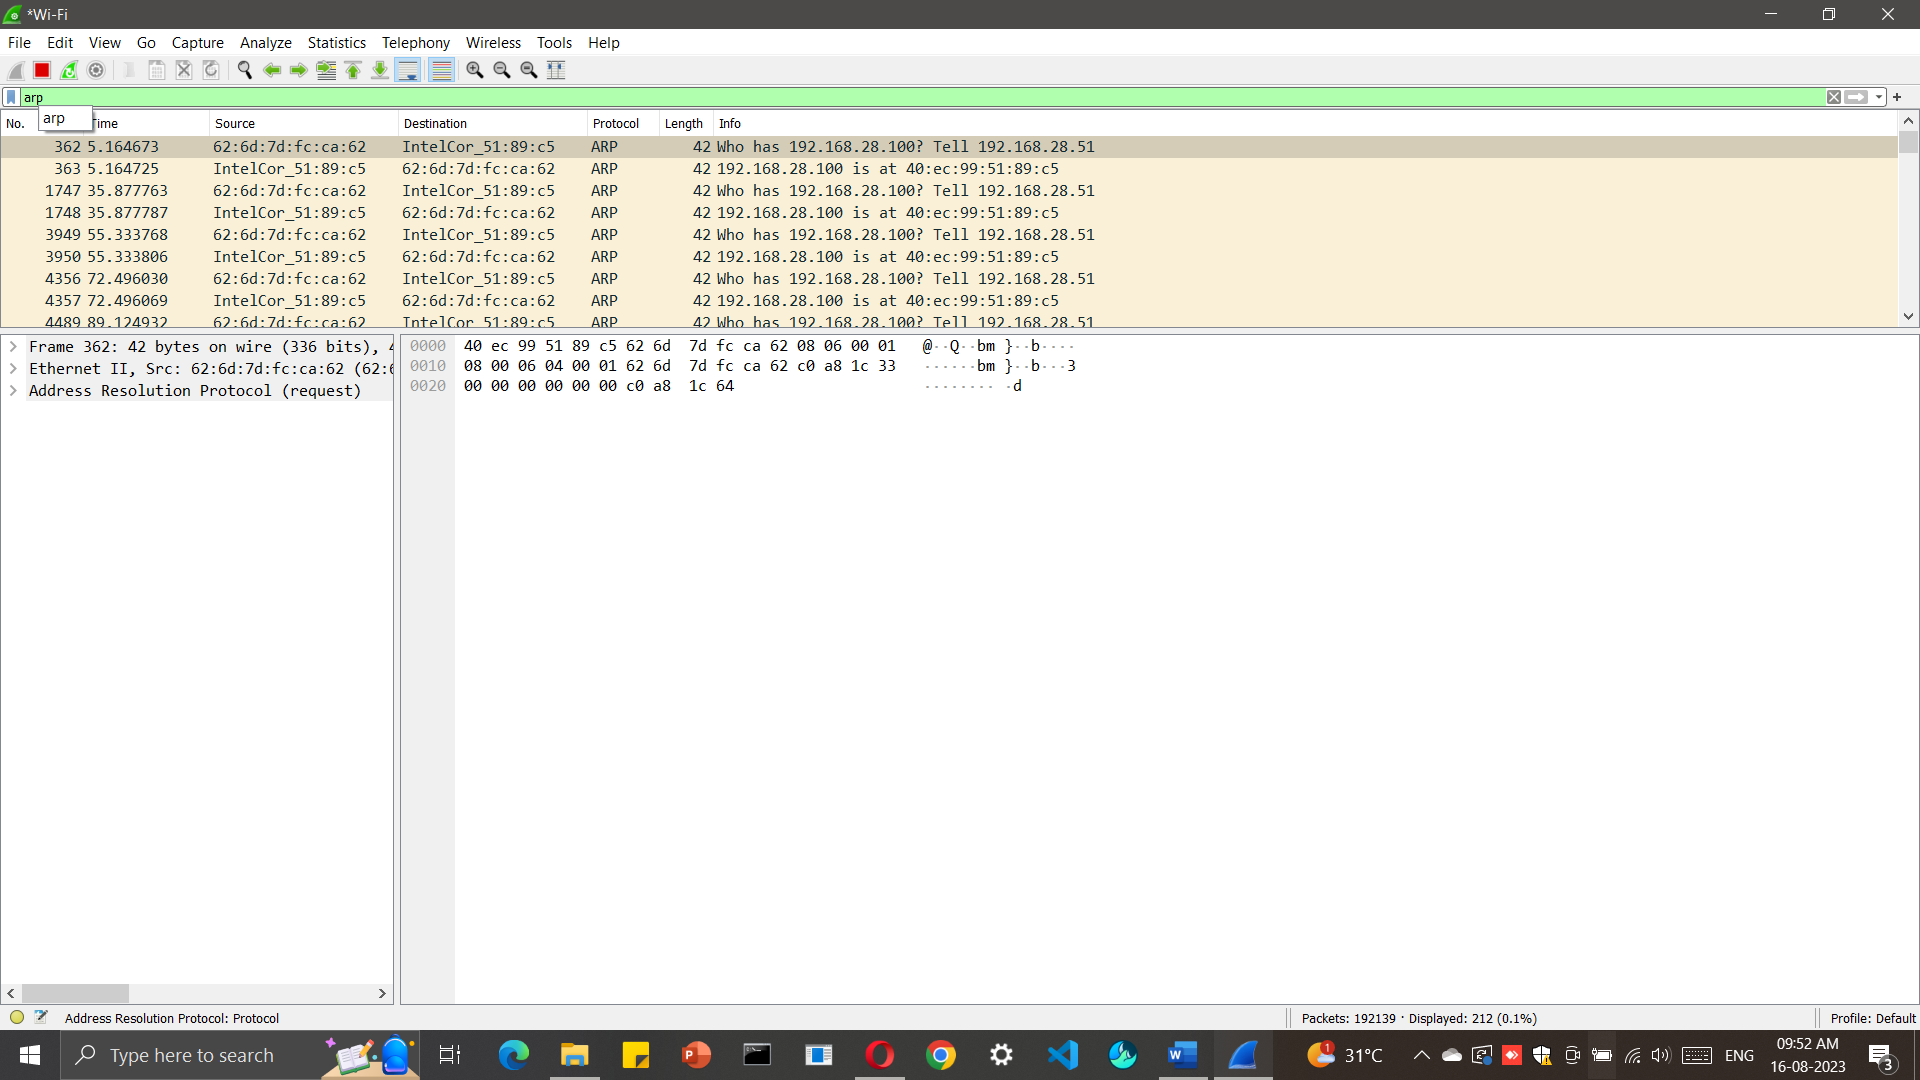 *Wi-Fi
File Edit View Go Capture Analyze Statistics Telephony Wireless Tools Help
arp
arp
No. Time Source Destination Protocol Length Info
362 5.164673 62:6d:7d:fc:ca:62 IntelCor_51:89:c5 ARP 42 Who has 192.168.28.100? Tell 192.168.28.51
363 5.164725 IntelCor_51:89:c5 62:6d:7d:fc:ca:62 ARP 42 192.168.28.100 is at 40:ec:99:51:89:c5
1747 35.877763 62:6d:7d:fc:ca:62 IntelCor_51:89:c5 ARP 42 Who has 192.168.28.100? Tell 192.168.28.51
1748 35.877787 IntelCor_51:89:c5 62:6d:7d:fc:ca:62 ARP 42 192.168.28.100 is at 40:ec:99:51:89:c5
3949 55.333768 62:6d:7d:fc:ca:62 IntelCor_51:89:c5 ARP 42 Who has 192.168.28.100? Tell 192.168.28.51
3950 55.333806 IntelCor_51:89:c5 62:6d:7d:fc:ca:62 ARP 42 192.168.28.100 is at 40:ec:99:51:89:c5
4356 72.496030 62:6d:7d:fc:ca:62 IntelCor_51:89:c5 ARP 42 Who has 192.168.28.100? Tell 192.168.28.51
4357 72.496069 IntelCor_51:89:c5 62:6d:7d:fc:ca:62 ARP 42 192.168.28.100 is at 40:ec:99:51:89:c5
4489 89.124932 62:6d:7d:fc:ca:62 IntelCor_51:89:c5 ARP 42 Who has 192.168.28.100? Tell 192.168.28.51
Frame 362: 42 bytes on wire (336 bits), 4
Ethernet II, Src: 62:6d:7d:fc:ca:62 (62:6
Address Resolution Protocol (request)
0000 40 ec 99 51 89 c5 62 6d 7d fc ca 62 08 06 00 01 @··Q··bm }··b····
0010 08 00 06 04 00 01 62 6d 7d fc ca 62 c0 a8 1c 33 ······bm }··b···3
0020 00 00 00 00 00 00 c0 a8 1c 64 ········ ·d
Address Resolution Protocol: Protocol
Packets: 192139 · Displayed: 212 (0.1%)
Profile: Default
Type here to search
1
31°C
ENG
09:52 AM
16-08-2023
3